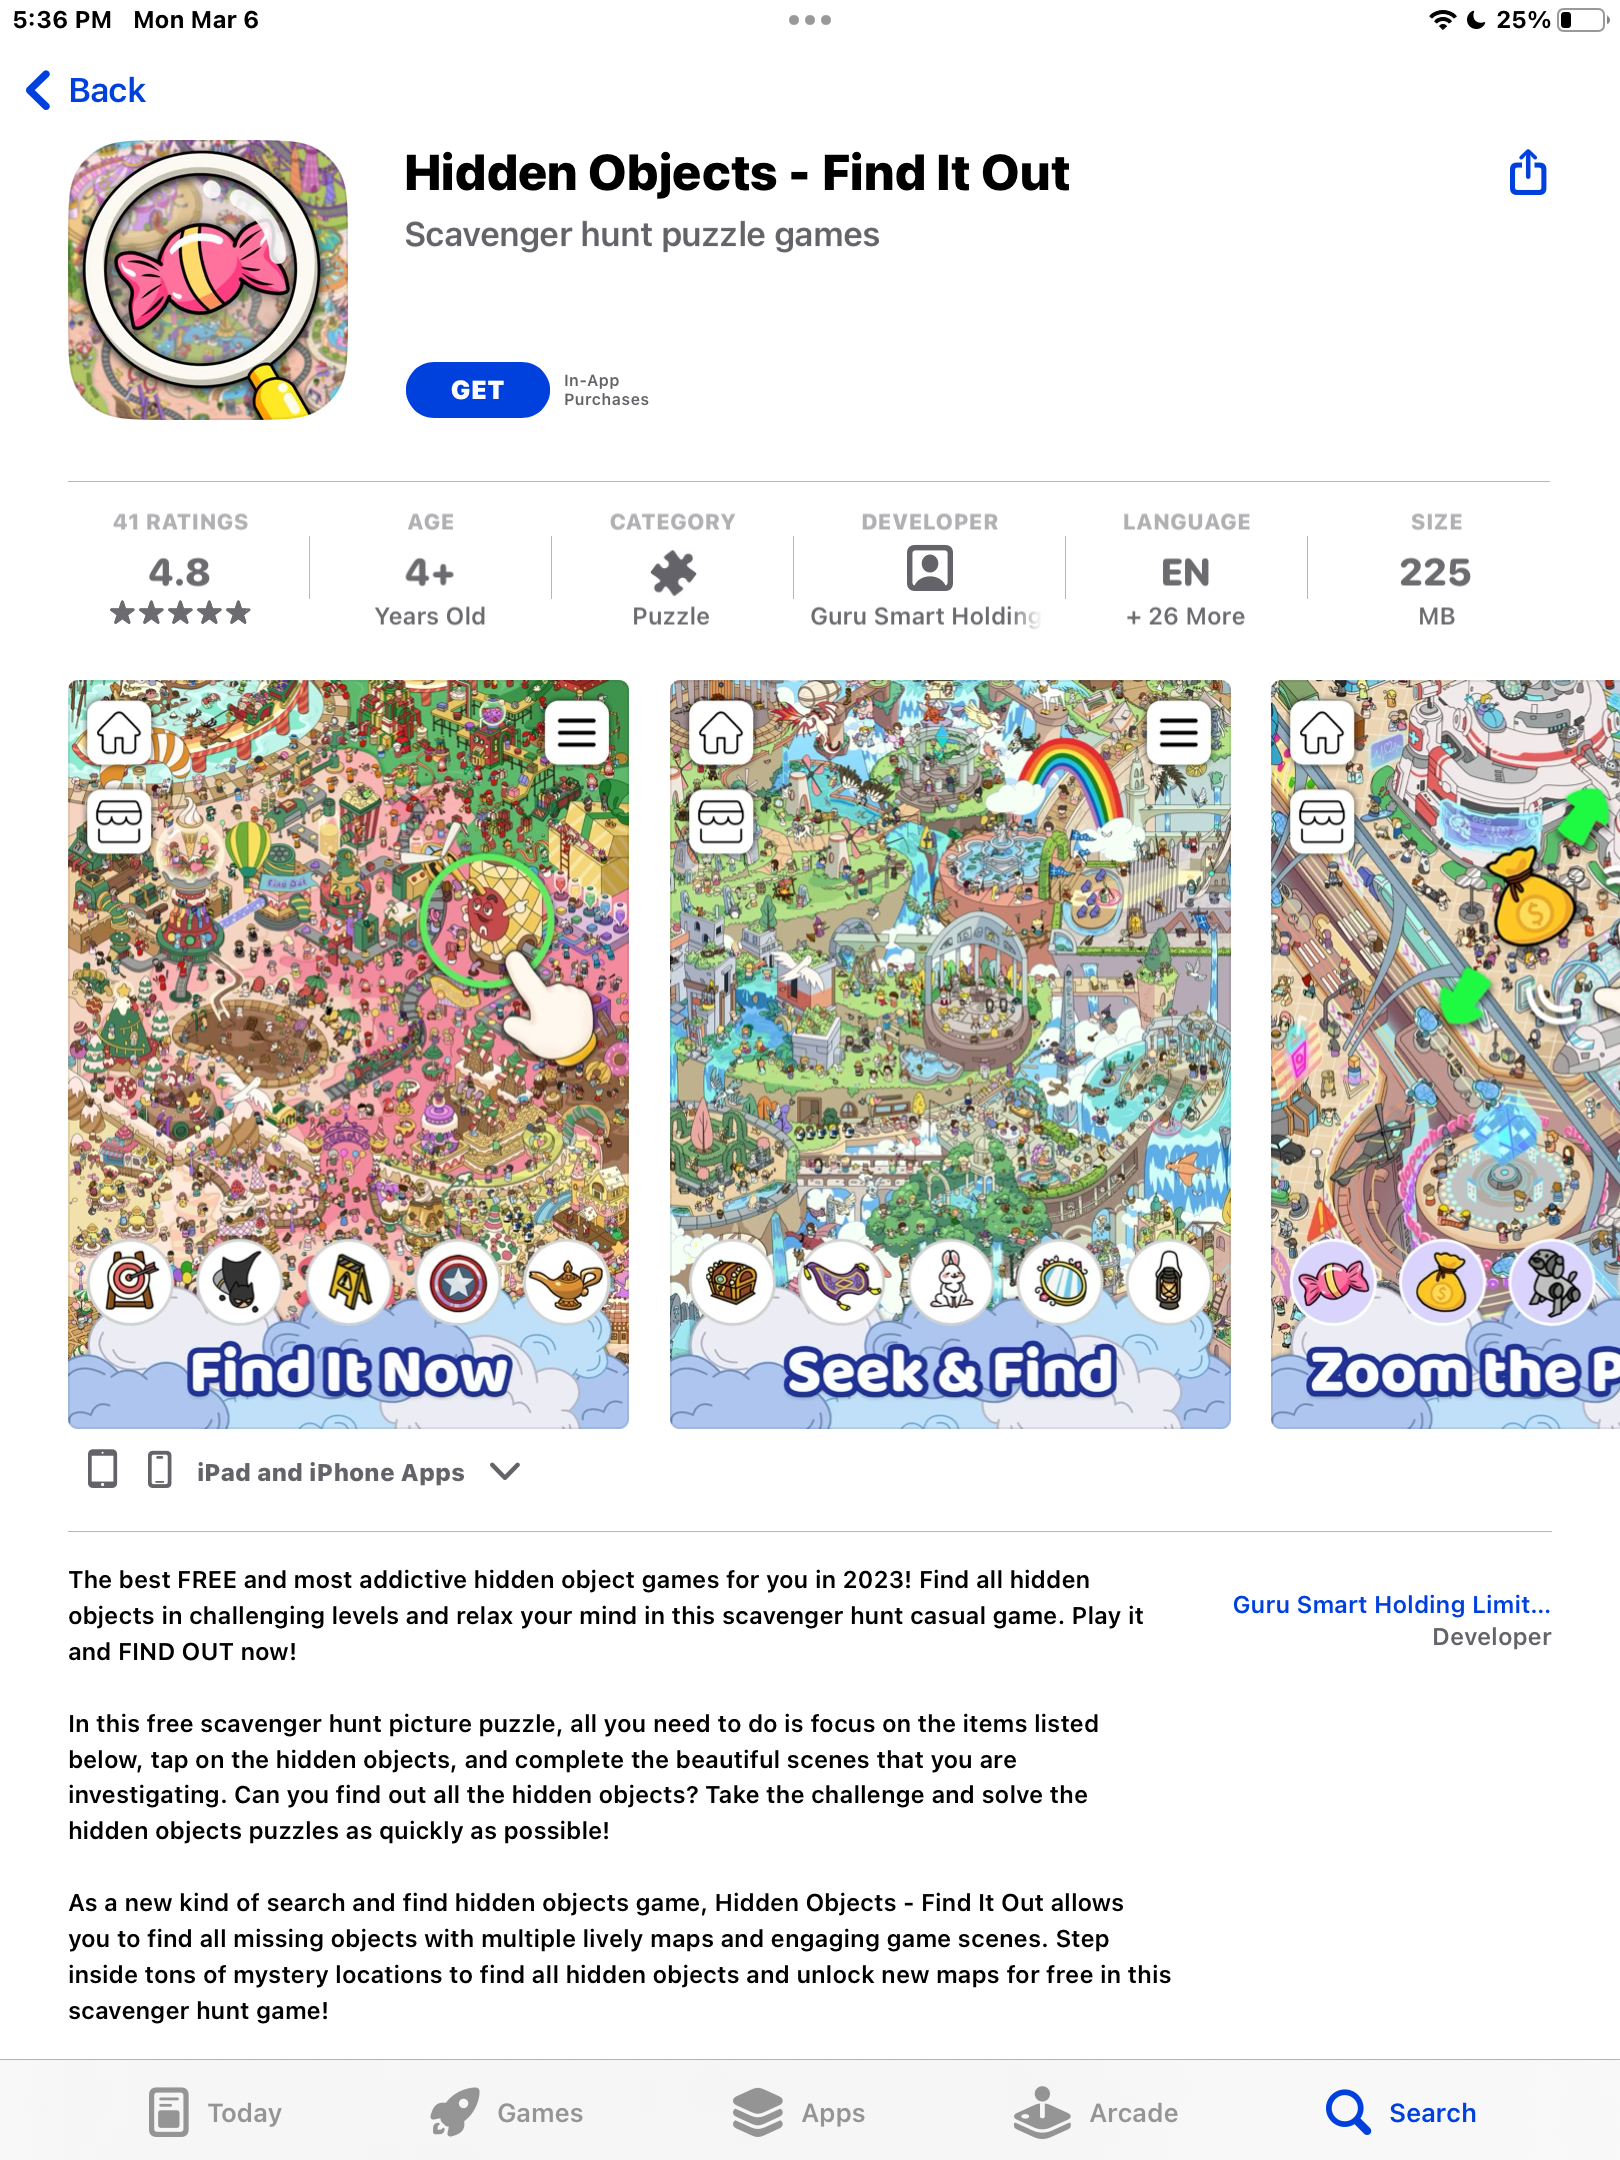 5:36 PM Mon Mar 6
25%
Back
Hidden Objects - Find It Out
Scavenger hunt puzzle games
GET
In-App
Purchases
41 RATINGS
4.8
AGE
4+
Years Old
CATEGORY
Puzzle
DEVELOPER
Guru Smart Holding
LANGUAGE
EN
+ 26 More
SIZE
225
MB
Find Out
Find It Now
Seek & Find
Zoom the P
iPad and iPhone Apps
The best FREE and most addictive hidden object games for you in 2023! Find all hidden
objects in challenging levels and relax your mind in this scavenger hunt casual game. Play it
and FIND OUT now!
Guru Smart Holding Limit...
Developer
In this free scavenger hunt picture puzzle, all you need to do is focus on the items listed
below, tap on the hidden objects, and complete the beautiful scenes that you are
investigating. Can you find out all the hidden objects? Take the challenge and solve the
hidden objects puzzles as quickly as possible!
As a new kind of search and find hidden objects game, Hidden Objects - Find It Out allows
you to find all missing objects with multiple lively maps and engaging game scenes. Step
inside tons of mystery locations to find all hidden objects and unlock new maps for free in this
scavenger hunt game!
Today
Games
Apps
Arcade
Search